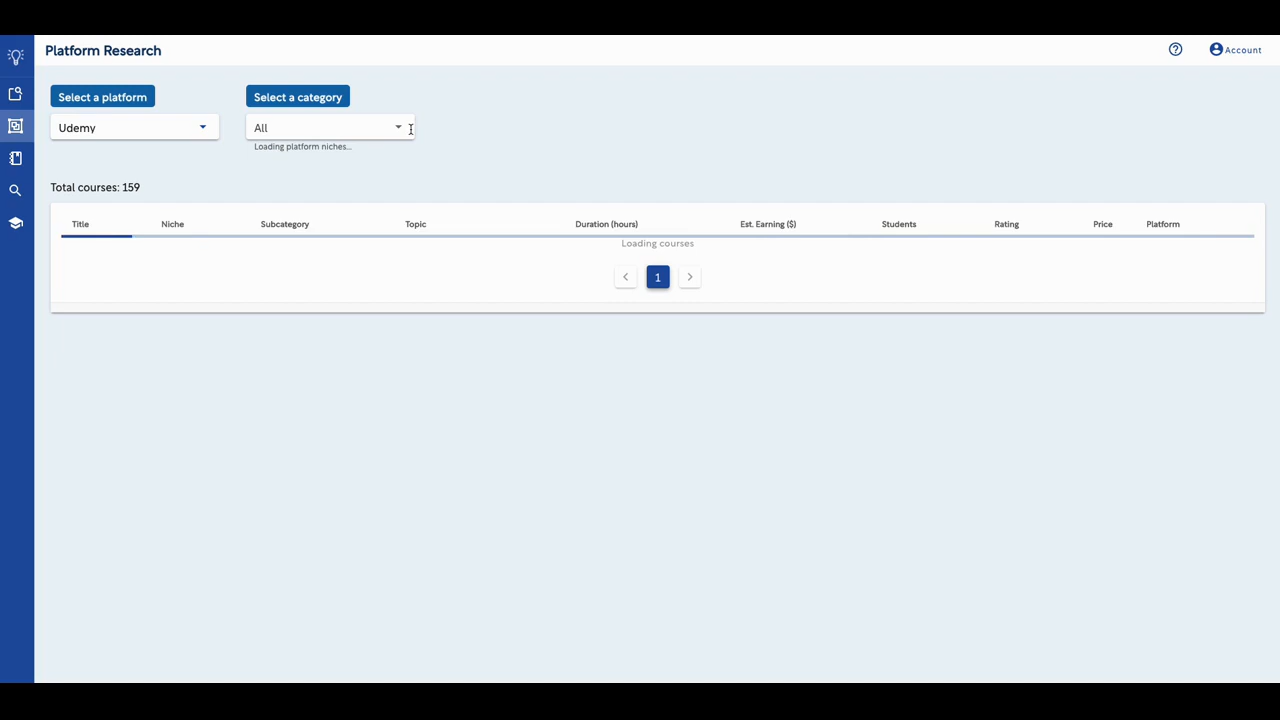 Platform Research
Account
Select a platform
Select a category
Udemy
All
Loading platform niches...
Total courses: 159
Title Niche Subcategory Topic Duration (hours) Est. Earning ($) Students Rating Price Platform
Loading courses
1